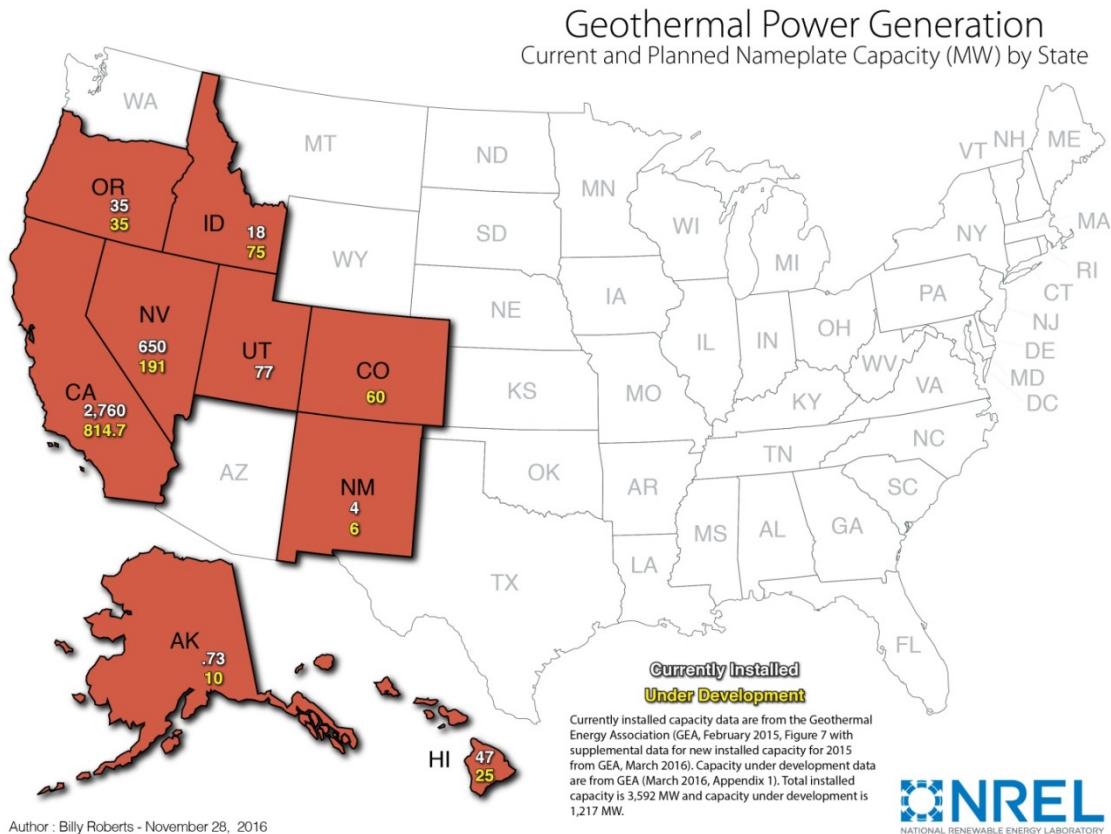 Geothermal Power Generation
Current and Planned Nameplate Capacity (MW) by State
WA
MT
ND
MN
VT
NH
ME
OR
35
35
ID
18
75
SD
WI
MI
NY
MA
RI
WY
NE
IA
PA
CT
NJ
NV
650
191
UT
77
CO
60
KS
IL
IN
OH
WV
DE
MD
DC
VA
CA
2,760
814.7
MO
KY
TN
NC
AZ
NM
4
6
OK
AR
SC
MS
AL
GA
TX
LA
FL
AK
.73
10
HI
47
25
Currently Installed
Under Development
Currently installed capacity data are from the Geothermal
Energy Association (GEA, February 2015, Figure 7 with
supplemental data for new installed capacity for 2015
from GEA, March 2016). Capacity under development data
are from GEA (March 2016, Appendix 1). Total installed
capacity is 3,592 MW and capacity under development is
1,217 MW.
NREL
NATIONAL RENEWABLE ENERGY LABORATORY
Author : Billy Roberts - November 28, 2016